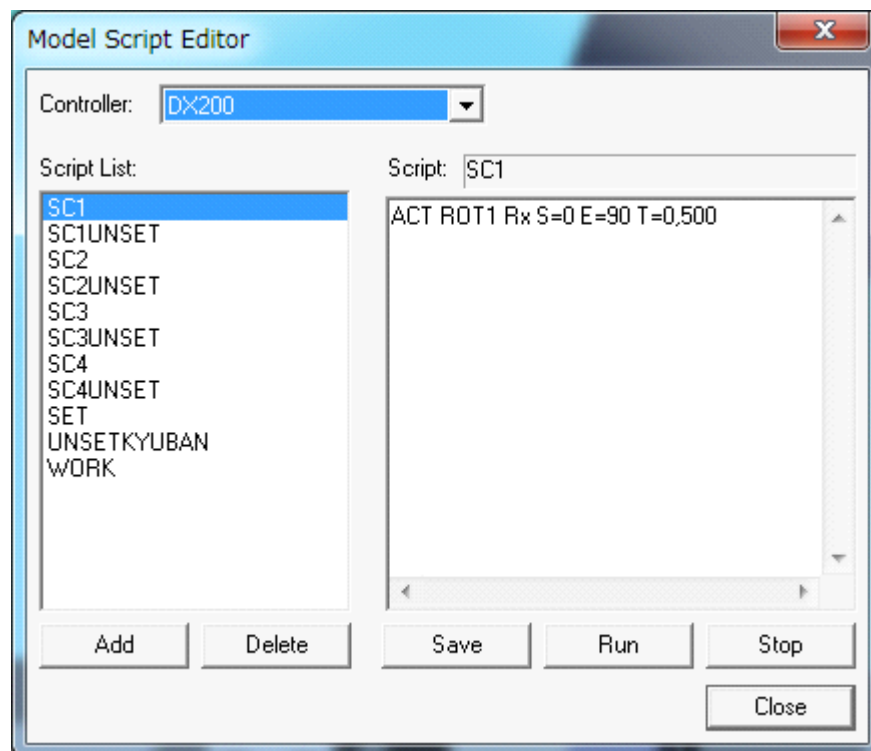 Model Script Editor
Controller: DX200
Script List:
SC1
SC1UNSET
SC2
SC2UNSET
SC3
SC3UNSET
SC4
SC4UNSET
SET
UNSETKYUBAN
WORK
Script: SC1
ACT ROT1 Rx S=0 E=90 T=0,500
Add Delete Save Run Stop
Close